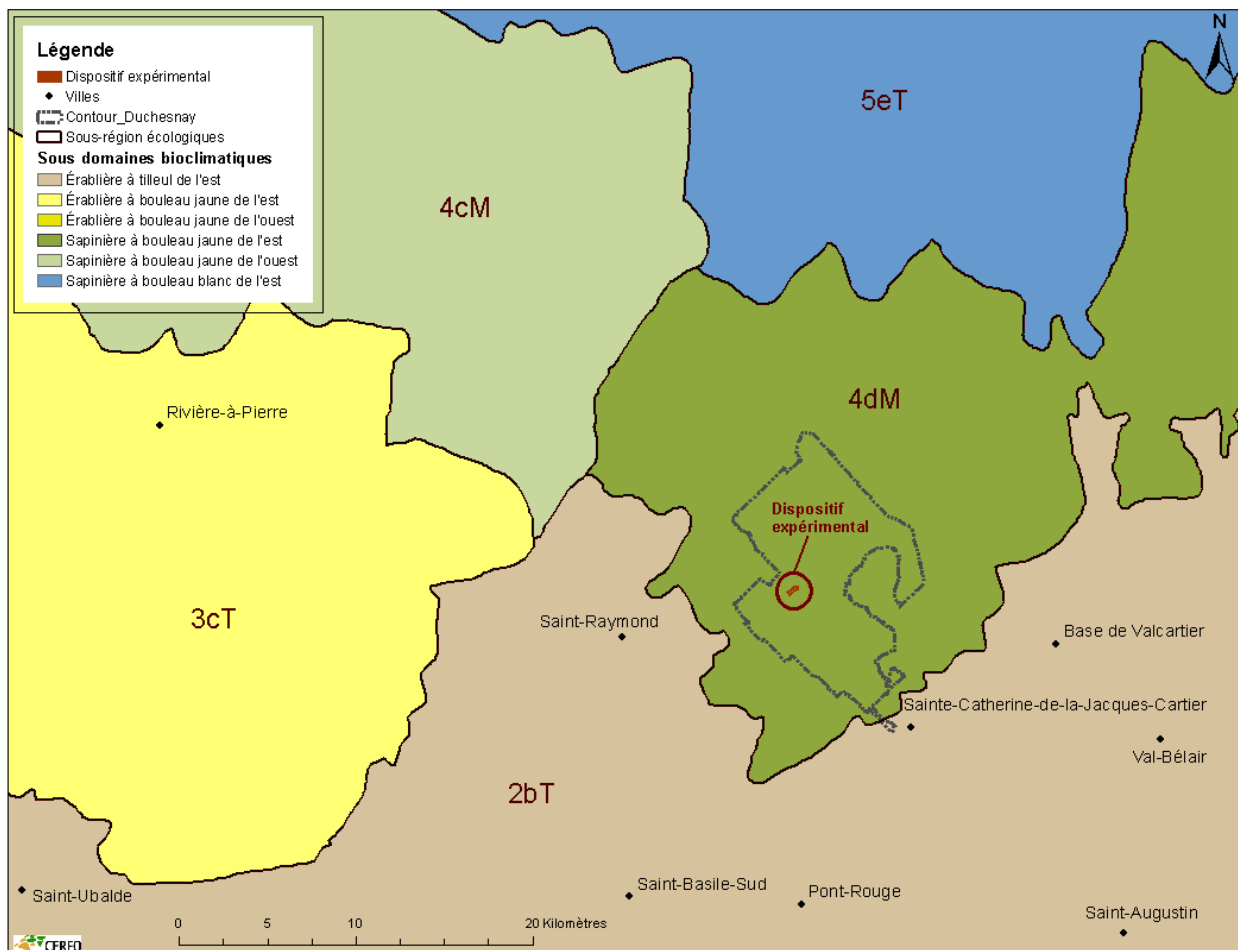 Légende
Dispositif expérimental
Villes
Contour_Duchesnay
Sous-région écologiques
Sous domaines bioclimatiques
Érablière à tilleul de l'est
Érablière à bouleau jaune de l'est
Érablière à bouleau jaune de l'ouest
Sapinière à bouleau jaune de l'est
Sapinière à bouleau jaune de l'ouest
Sapinière à bouleau blanc de l'est
N
5eT
4cM
4dM
Rivière-à-Pierre
Dispositif
expérimental
3cT
Saint-Raymond
Base de Valcartier
Sainte-Catherine-de-la-Jacques-Cartier
Val-Bélair
2bT
Saint-Ubalde
Saint-Basile-Sud
Pont-Rouge
Saint-Augustin
0 5 10 20 Kilomètres
CERFO